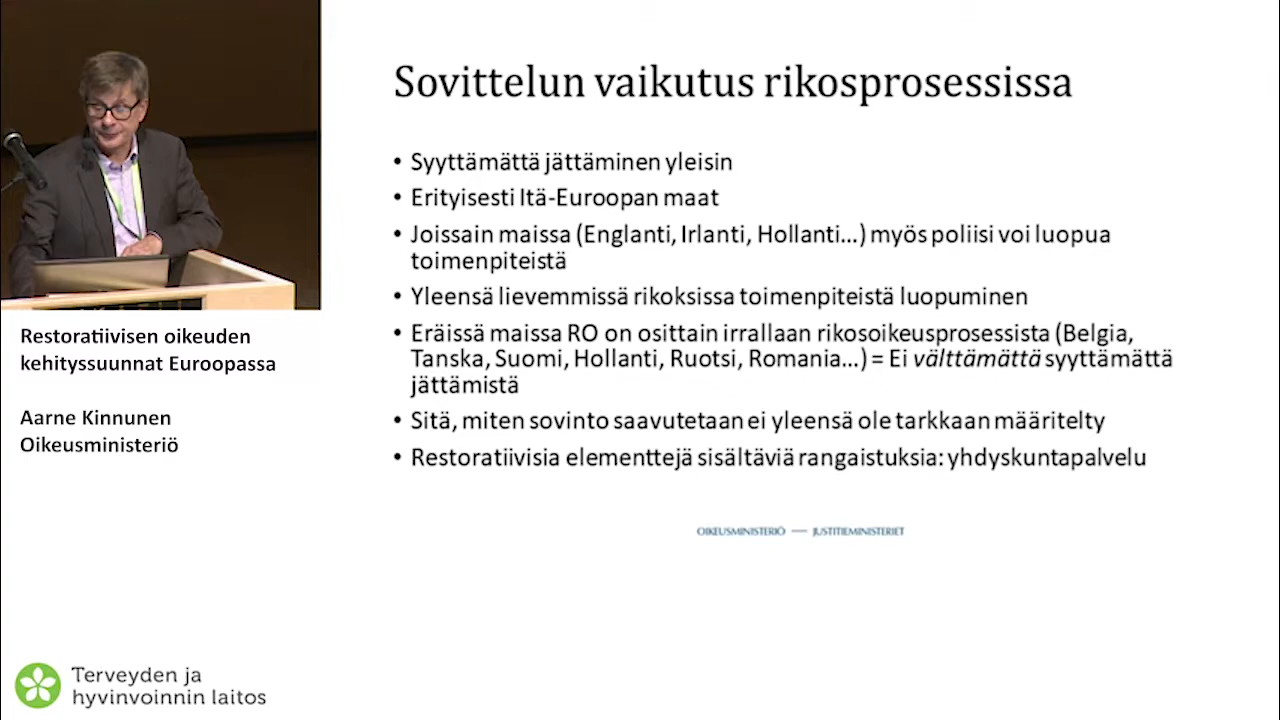 Sovittelun vaikutus rikosprosessissa
• Syyttämättä jättäminen yleisin
• Erityisesti Itä-Euroopan maat
• Joissain maissa (Englanti, Irlanti, Hollanti…) myös poliisi voi luopua
toimenpiteistä
• Yleensä lievemmissä rikoksissa toimenpiteistä luopuminen
• Eräissä maissa RO on osittain irrallaan rikosoikeusprosessista (Belgia,
Tanska, Suomi, Hollanti, Ruotsi, Romania…) = Ei välttämättä syyttämättä
jättämistä
• Sitä, miten sovinto saavutetaan ei yleensä ole tarkkaan määritelty
• Restoratiivisia elementtejä sisältäviä rangaistuksia: yhdyskuntapalvelu
OIKEUSMINISTERIÖ — JUSTITIEMINISTERIET
Restoratiivisen oikeuden
kehityssuunnat Euroopassa
Aarne Kinnunen
Oikeusministeriö
Terveyden ja
hyvinvoinnin laitos